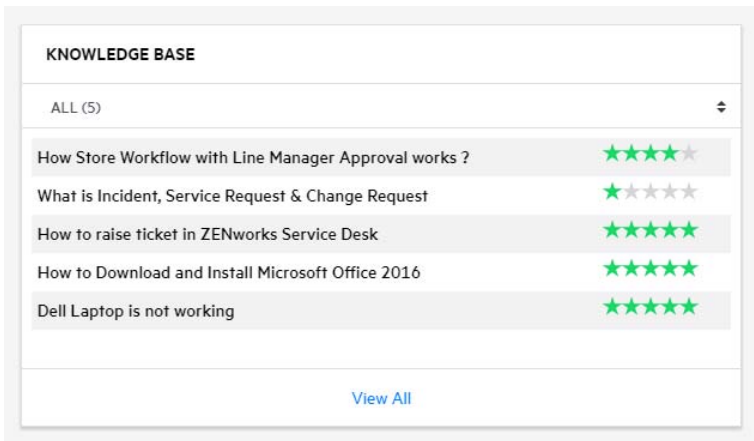 KNOWLEDGE BASE
ALL (5)
How Store Workflow with Line Manager Approval works ?
What is Incident, Service Request & Change Request
How to raise ticket in ZENworks Service Desk
How to Download and Install Microsoft Office 2016
Dell Laptop is not working
View All